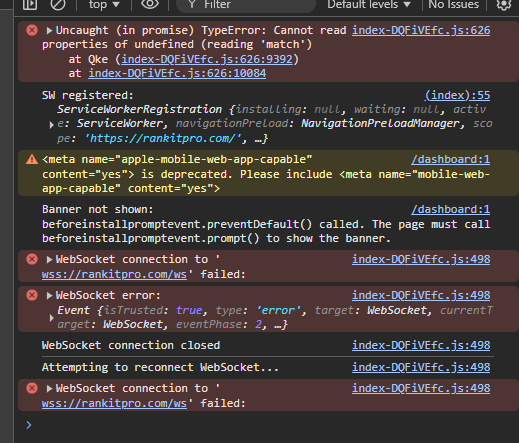 top ▾ Filter Default levels ▾ No Issues
Uncaught (in promise) TypeError: Cannot read index-DQFiVEfc.js:626
properties of undefined (reading 'match')
at Qke (index-DQFiVEfc.js:626:9392)
at index-DQFiVEfc.js:626:10084
SW registered: (index):55
ServiceWorkerRegistration {installing: null, waiting: null, activ
e: ServiceWorker, navigationPreload: NavigationPreloadManager, sco
pe: 'https://rankitpro.com/', …}
<meta name="apple-mobile-web-app-capable" /dashboard:1
content="yes"> is deprecated. Please include <meta name="mobile-web-
app-capable" content="yes">
Banner not shown: /dashboard:1
beforeinstallpromptevent.preventDefault() called. The page must call
beforeinstallpromptevent.prompt() to show the banner.
WebSocket connection to ' index-DQFiVEfc.js:498
wss://rankitpro.com/ws' failed:
WebSocket error: index-DQFiVEfc.js:498
Event {isTrusted: true, type: 'error', target: WebSocket, currentT
arget: WebSocket, eventPhase: 2, …}
WebSocket connection closed index-DQFiVEfc.js:498
Attempting to reconnect WebSocket... index-DQFiVEfc.js:498
WebSocket connection to ' index-DQFiVEfc.js:498
wss://rankitpro.com/ws' failed: